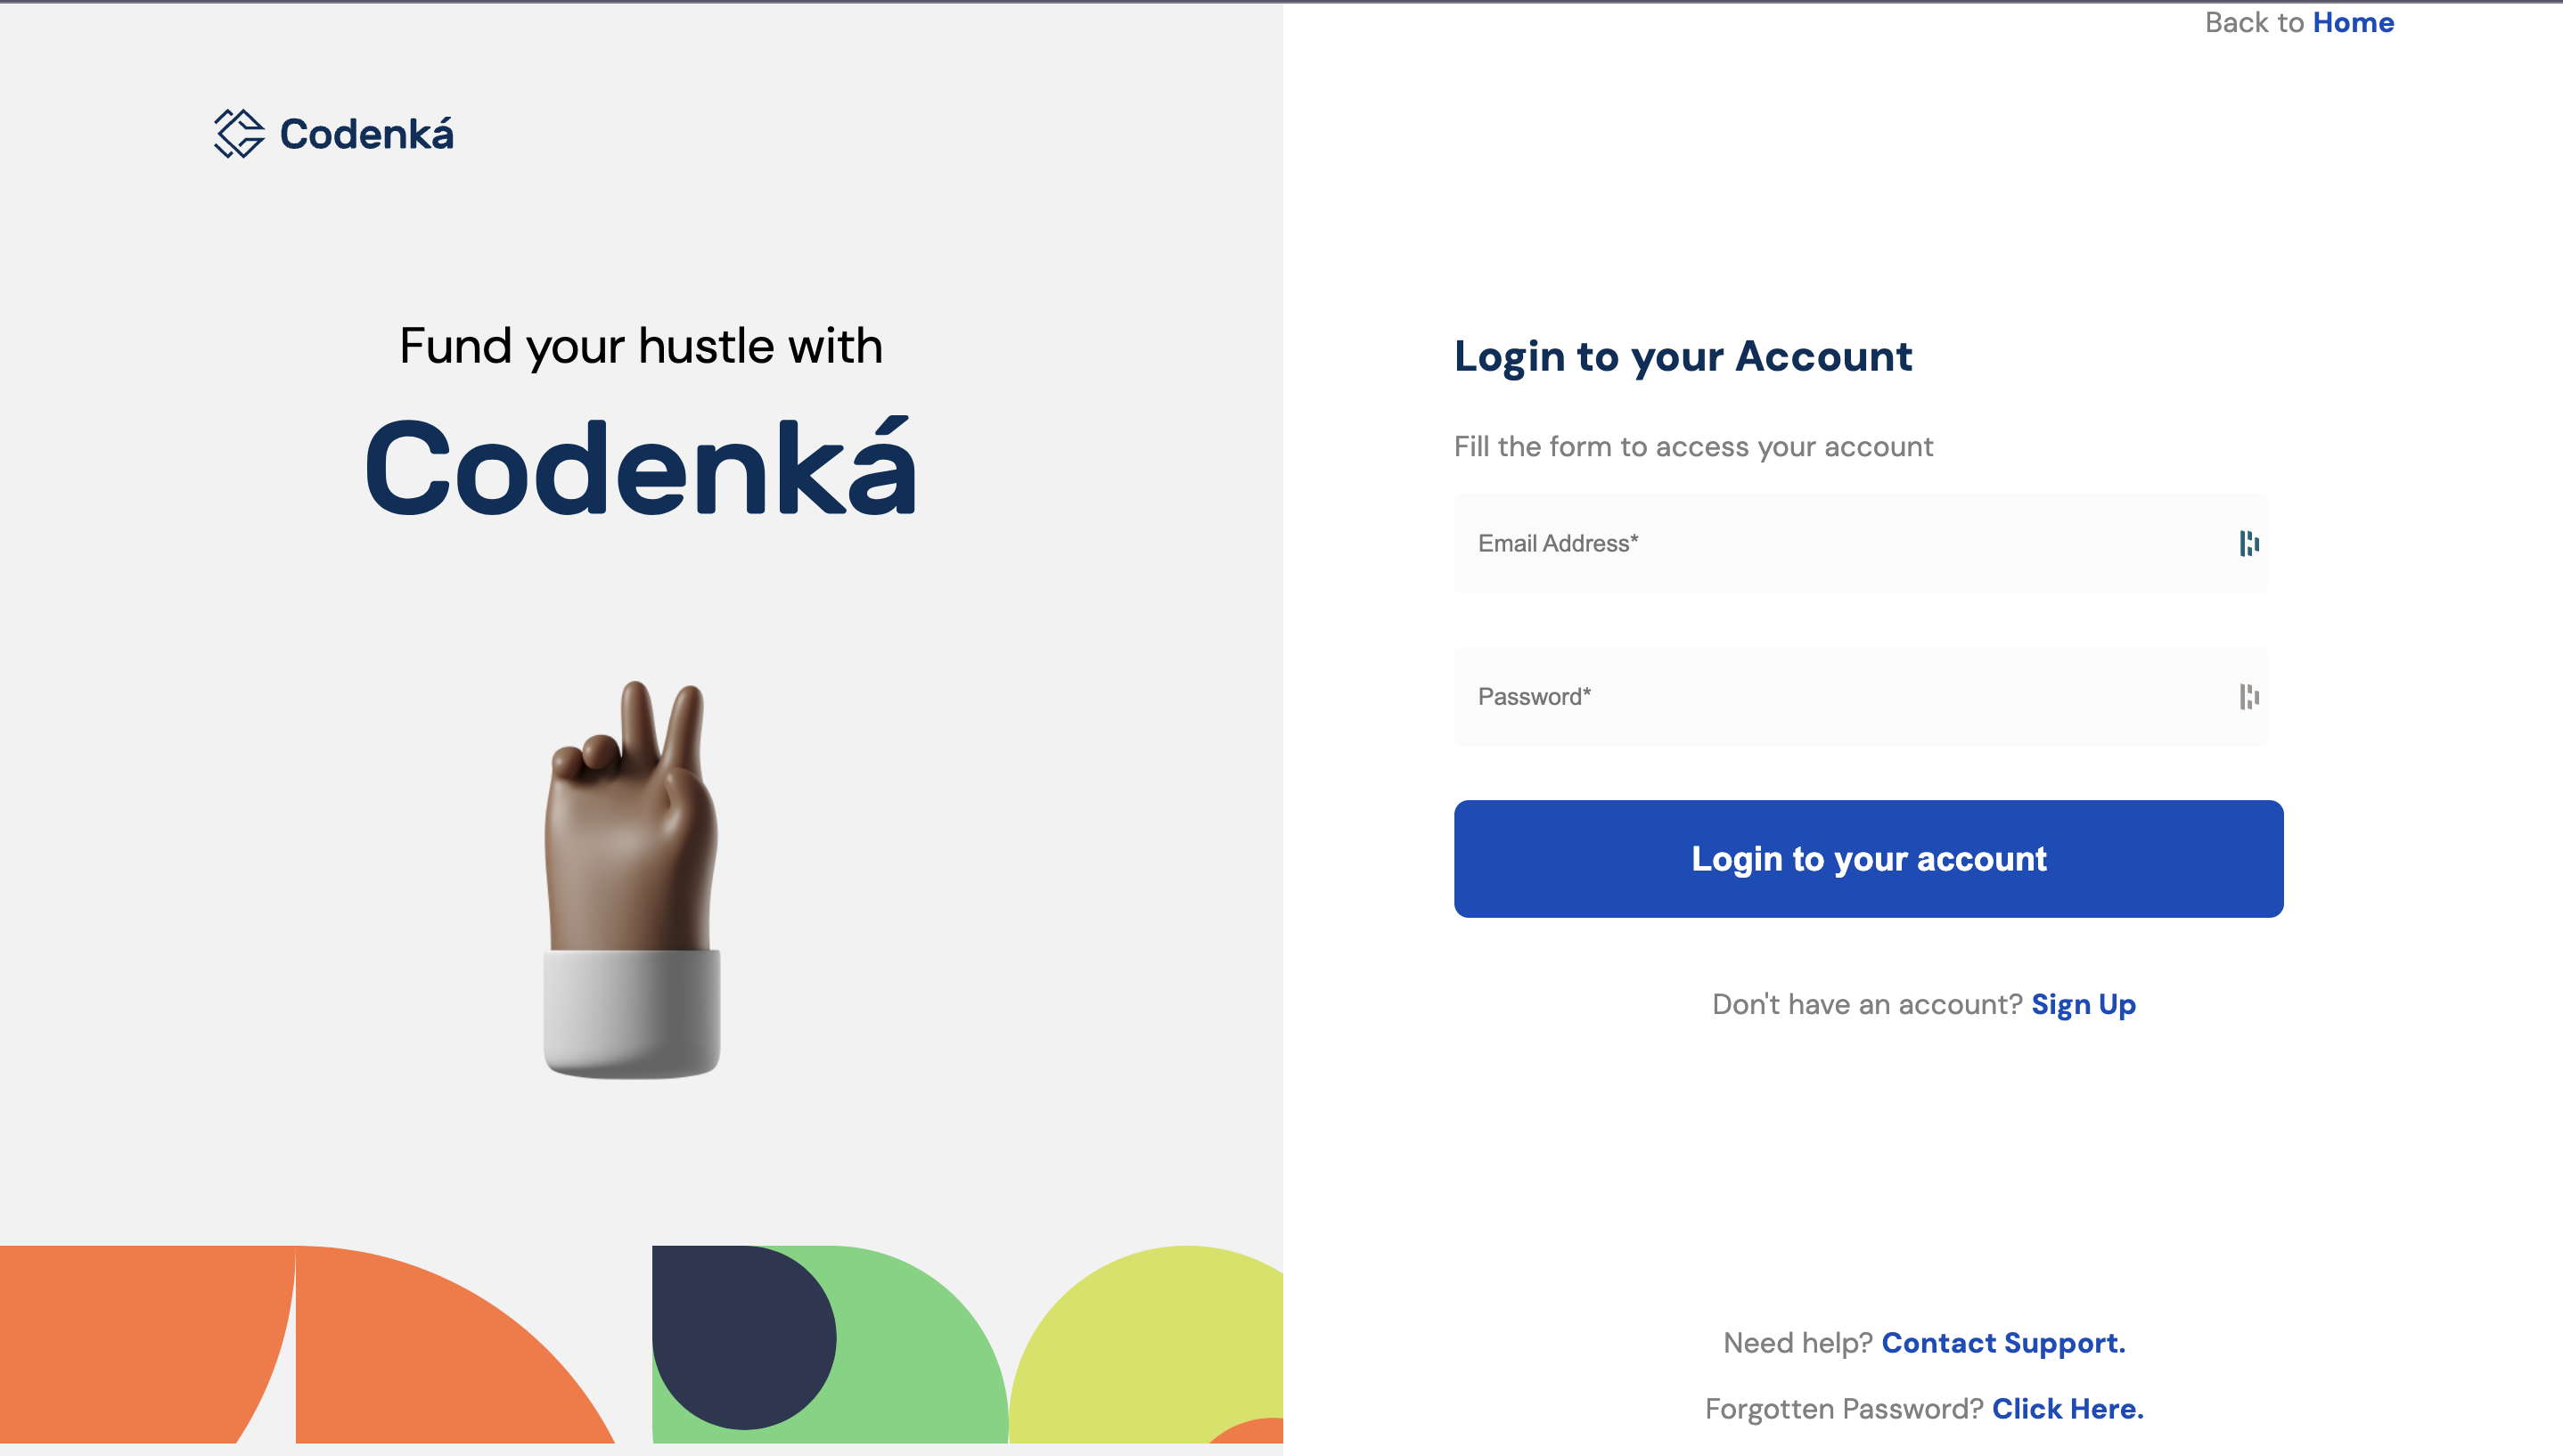 Back to Home
Codenká
Fund your hustle with
Codenká
Login to your Account
Fill the form to access your account
Email Address*
Password*
Login to your account
Don't have an account? Sign Up
Need help? Contact Support.
Forgotten Password? Click Here.